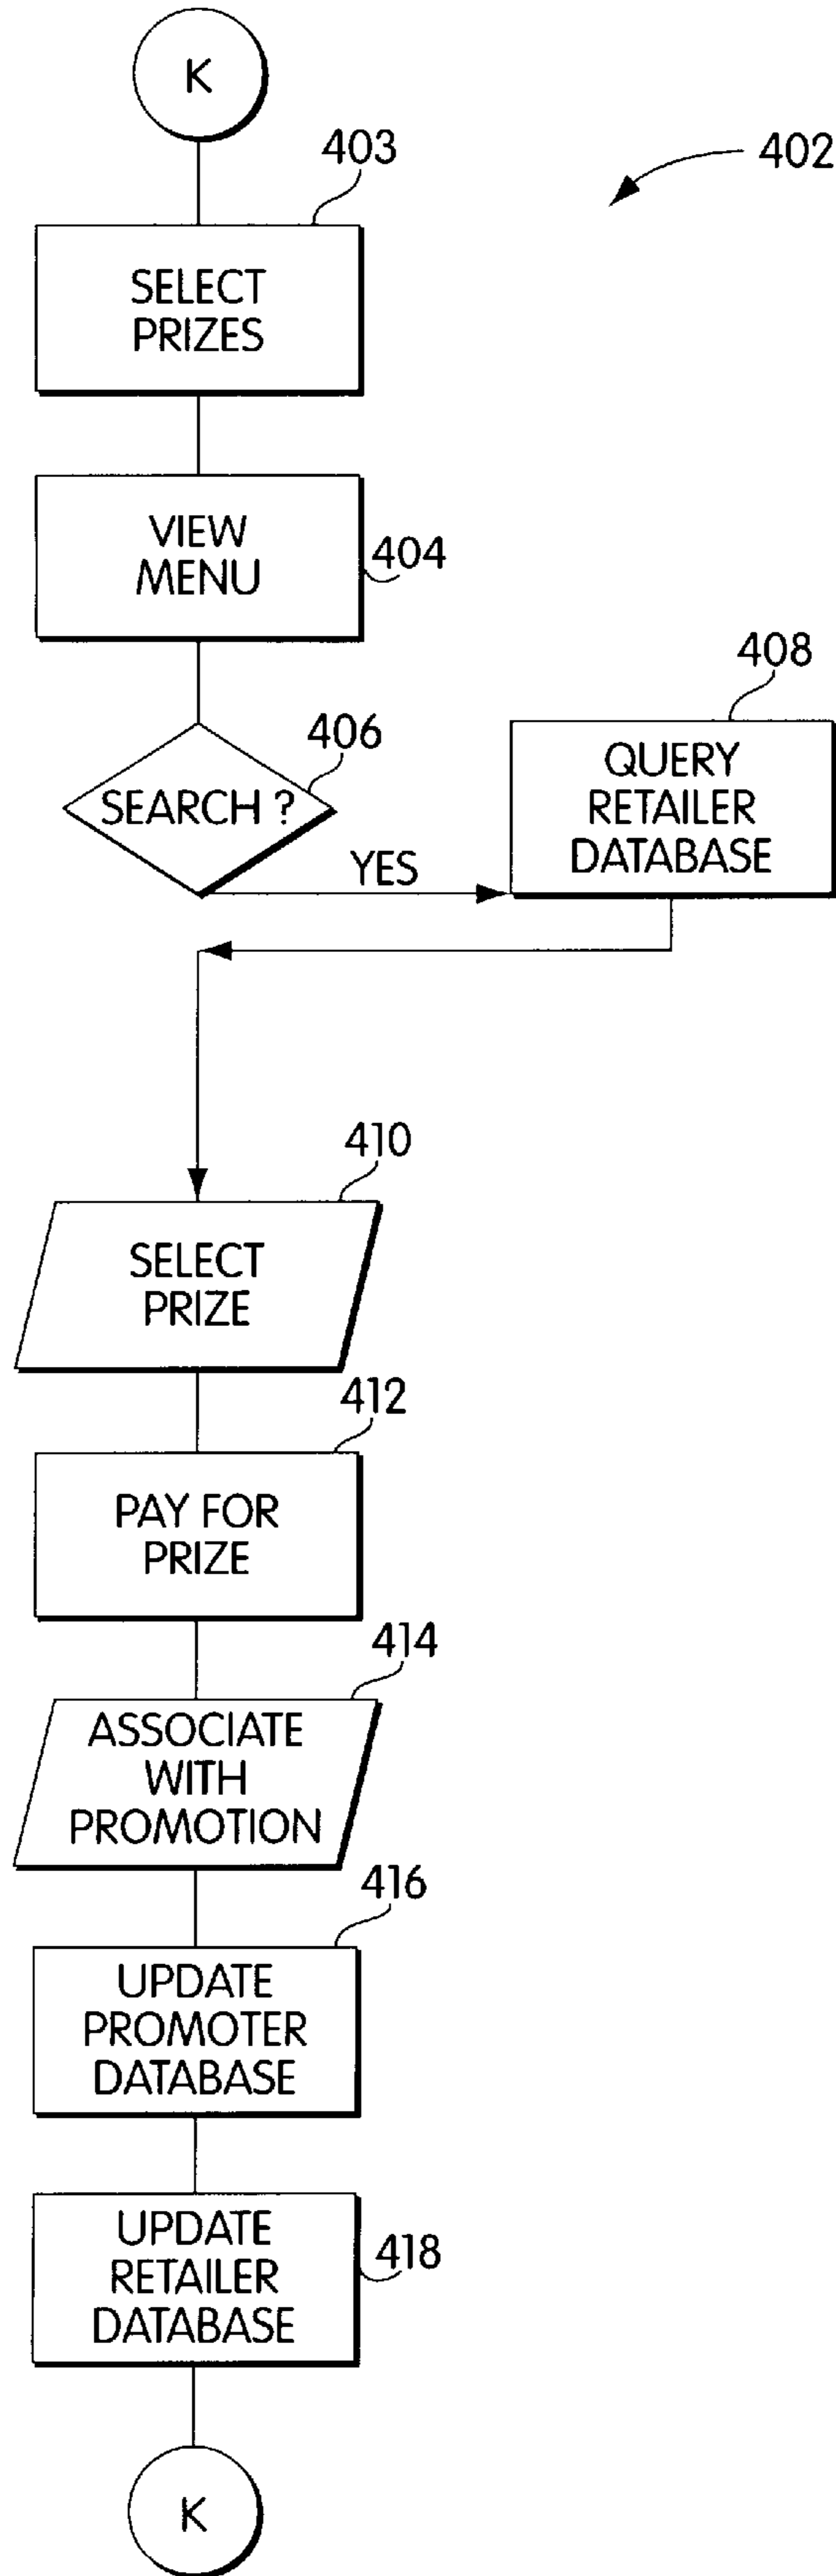 K
403
402
SELECT
PRIZES
VIEW
MENU
404
408
406
SEARCH ?
QUERY
RETAILER
DATABASE
YES
410
SELECT
PRIZE
412
PAY FOR
PRIZE
414
ASSOCIATE
WITH
PROMOTION
416
UPDATE
PROMOTER
DATABASE
UPDATE
RETAILER
DATABASE
418
K